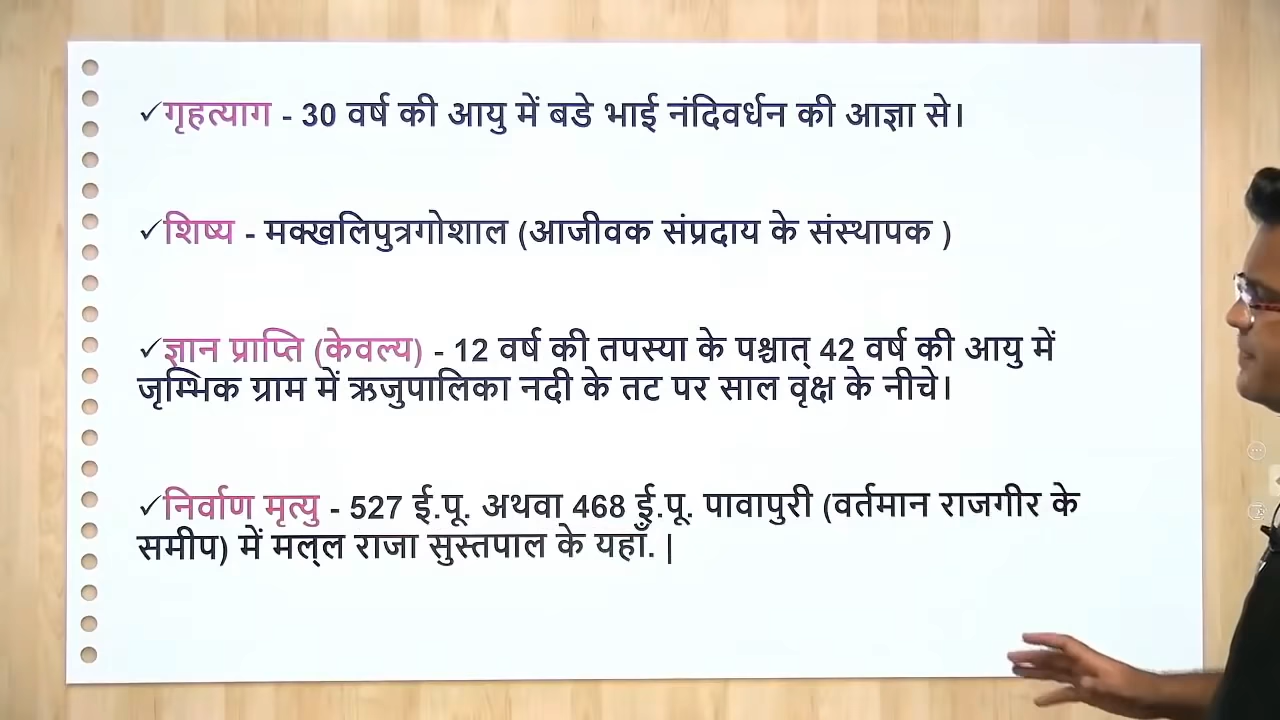 ✓गृहत्याग - 30 वर्ष की आयु में बडे भाई नंदिवर्धन की आज्ञा से।
✓शिष्य - मक्खलिपुत्रगोशाल (आजीवक संप्रदाय के संस्थापक )
✓ज्ञान प्राप्ति (केवल्य) - 12 वर्ष की तपस्या के पश्चात् 42 वर्ष की आयु में
जृम्भिक ग्राम में ऋजुपालिका नदी के तट पर साल वृक्ष के नीचे।
✓निर्वाण मृत्यु - 527 ई.पू. अथवा 468 ई.पू. पावापुरी (वर्तमान राजगीर के
समीप) में मल्‌ल राजा सुस्तपाल के यहाँ. |